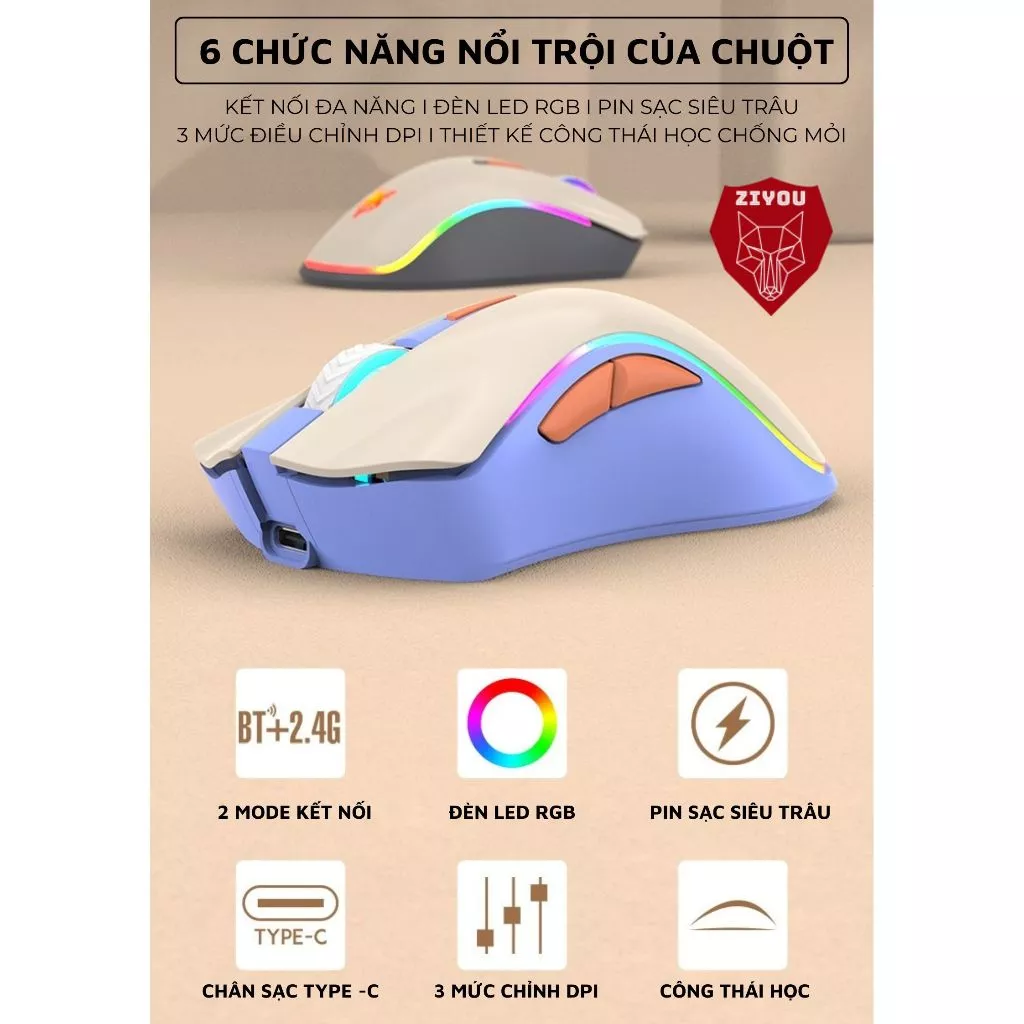 6 CHỨC NĂNG NỔI TRỘI CỦA CHUỘT
KẾT NỐI ĐA NĂNG I ĐÈN LED RGB I PIN SẠC SIÊU TRÂU
3 MỨC ĐIỀU CHỈNH DPI I THIẾT KẾ CÔNG THÁI HỌC CHỐNG MỎI
ZIYOU
BT+2.4G
2 MODE KẾT NỐI
ĐÈN LED RGB
PIN SẠC SIÊU TRÂU
TYPE-C
CHÂN SẠC TYPE -C
3 MỨC CHỈNH DPI
CÔNG THÁI HỌC